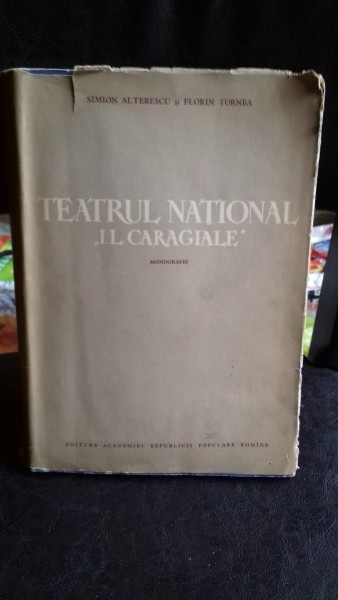 SIMION ALTERESCU și FLORIN TORNEA
TEATRUL NAȚIONAL
„I.L. CARAGIALE"
MONOGRAFIE
EDITURA ACADEMIEI REPUBLICII POPULARE ROMÎNE